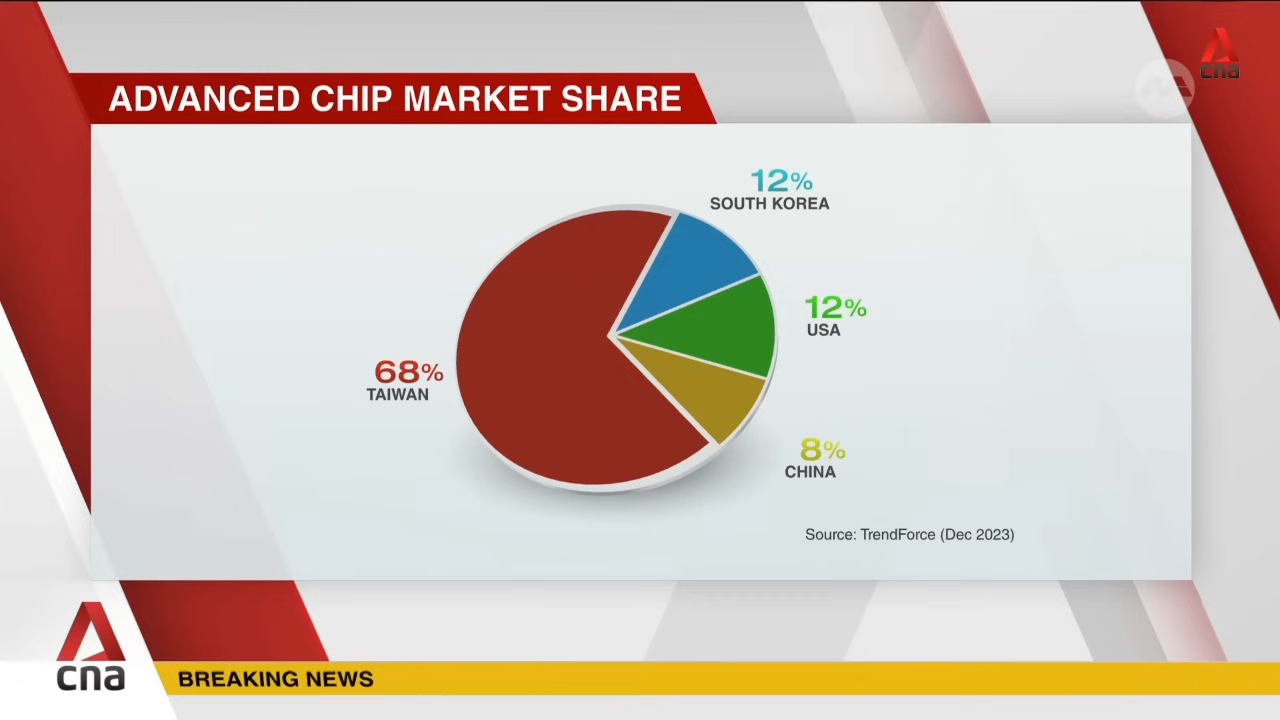 cna
ADVANCED CHIP MARKET SHARE
12%
SOUTH KOREA
12%
USA
68%
TAIWAN
8%
CHINA
Source: TrendForce (Dec 2023)
cna
BREAKING NEWS